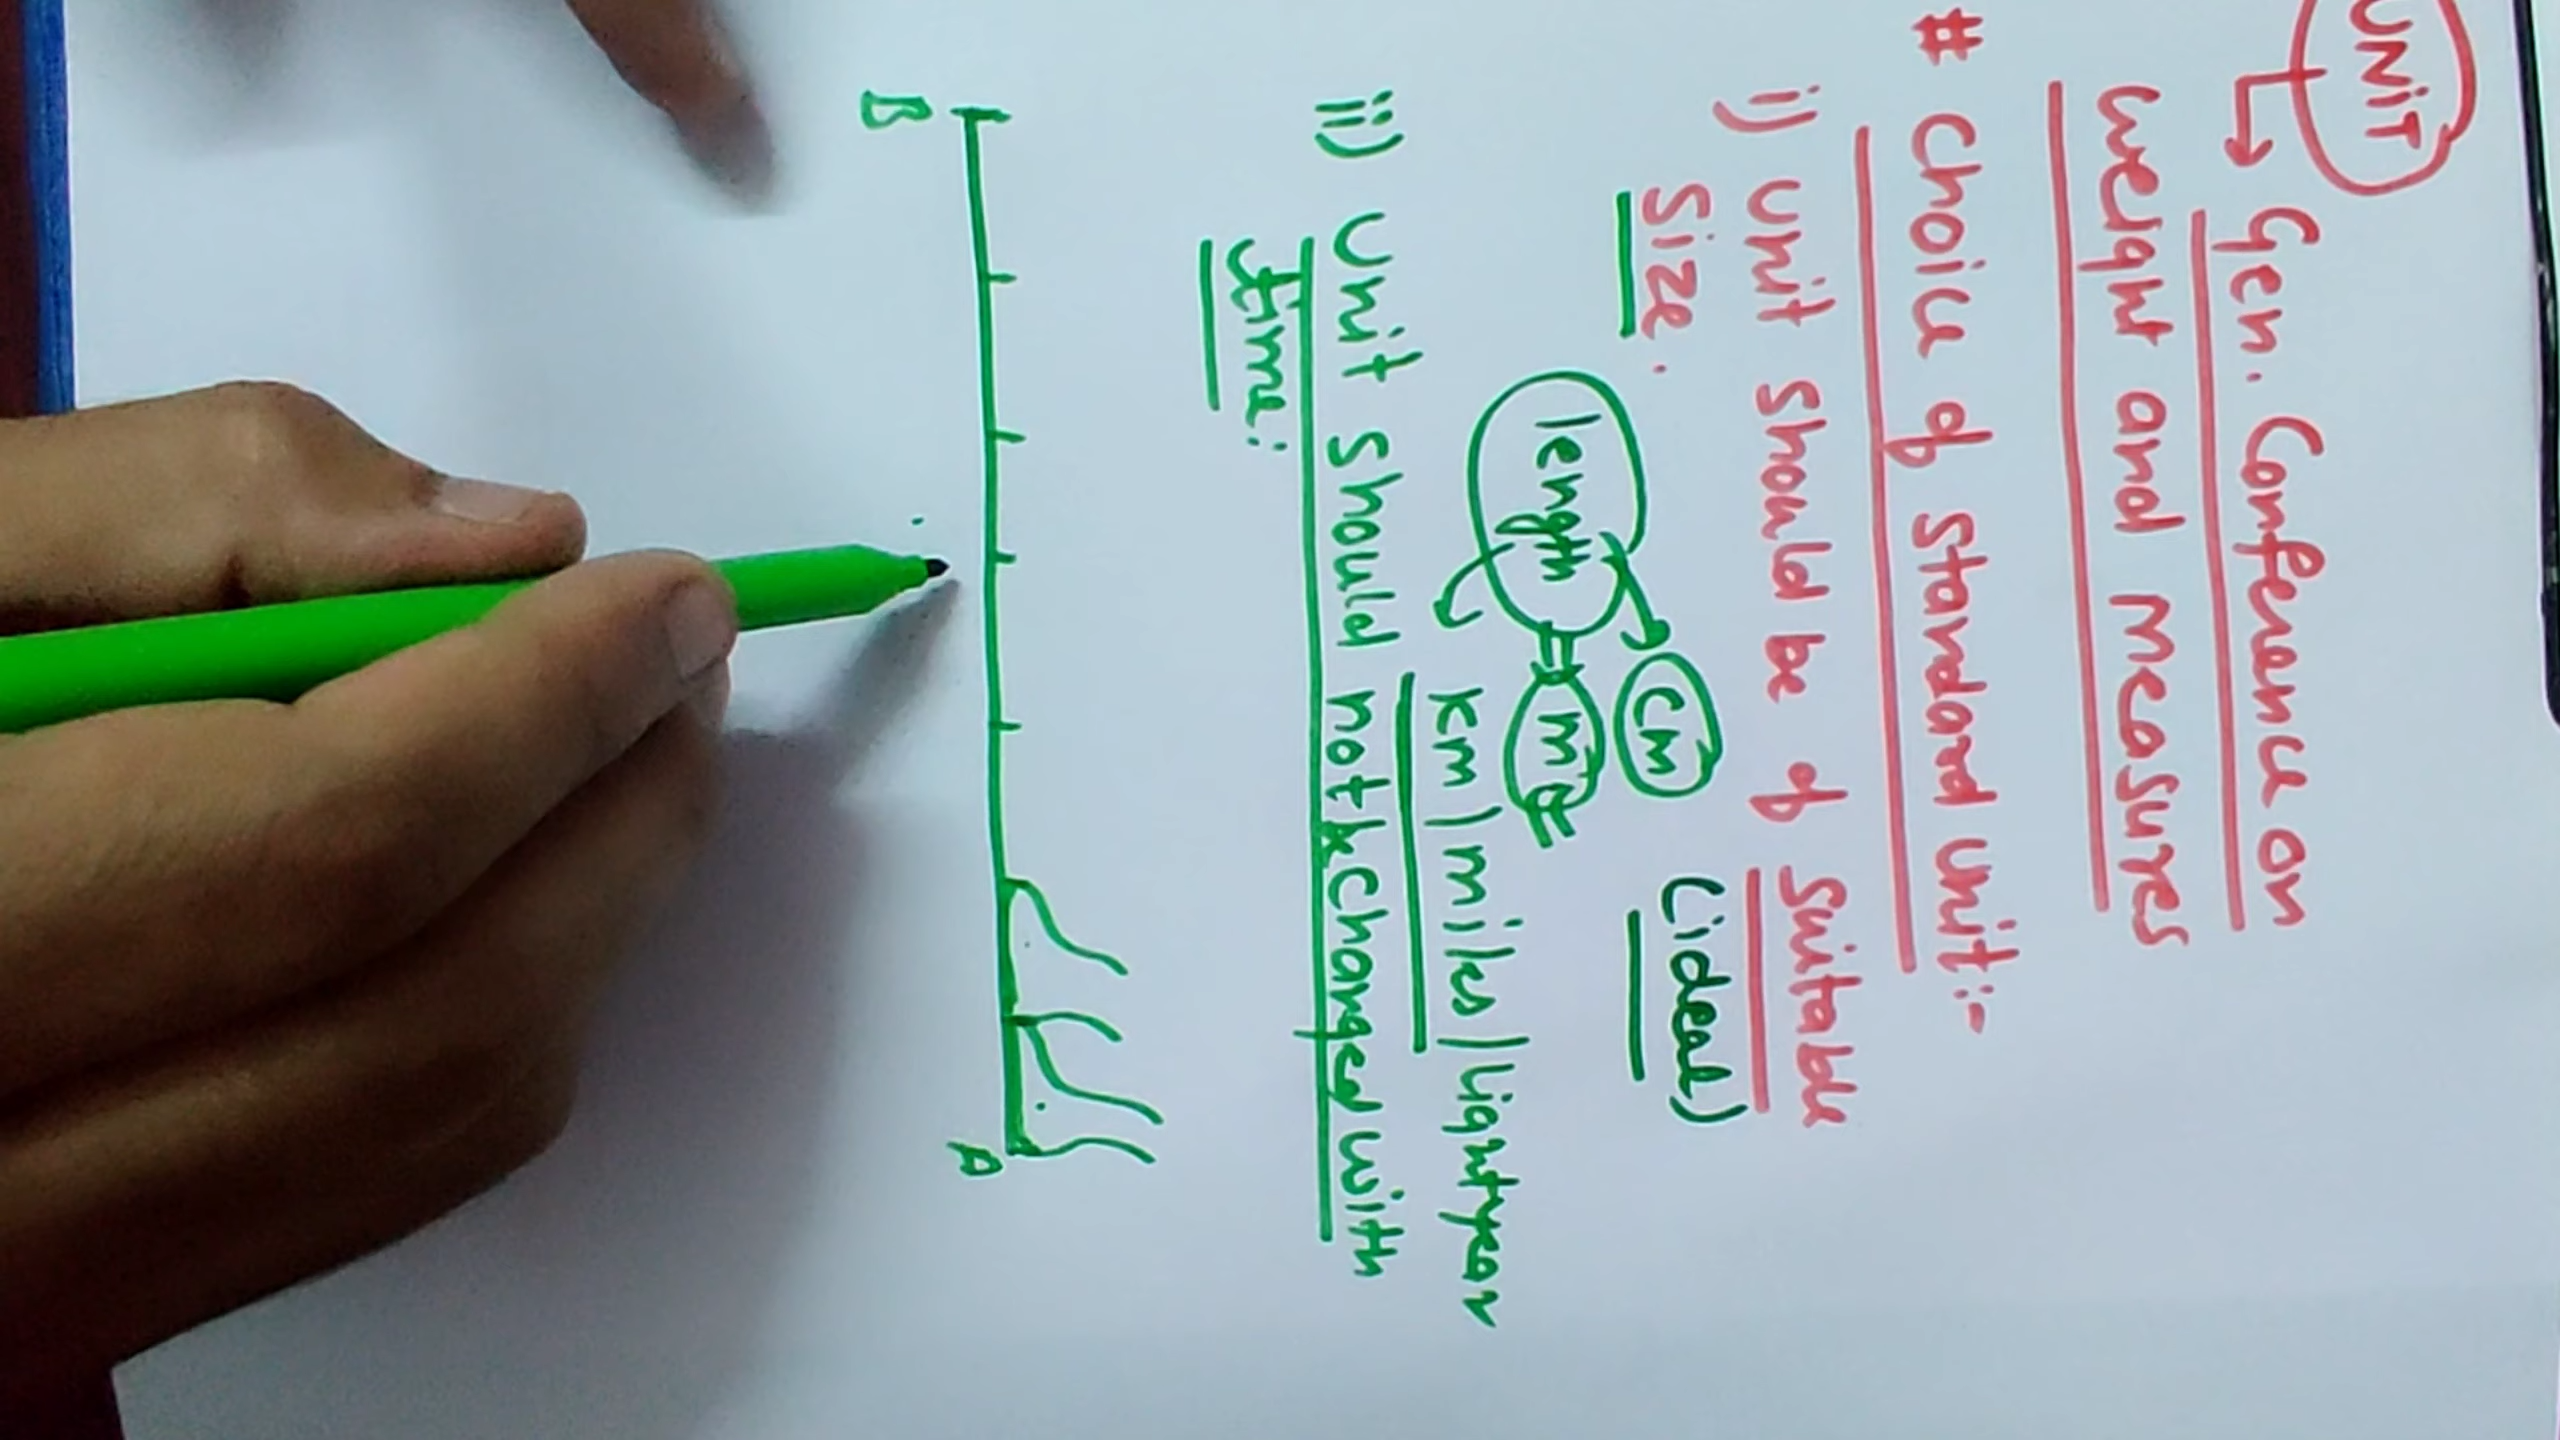 UNIT
→ Gen. Conference on
weight and Measures
# Choice of Standard Unit:-
i) Unit should be of Suitable
Size. (ideal)
length cm
m
km / miles / lightyear
ii) Unit should not changed with
time:
B A